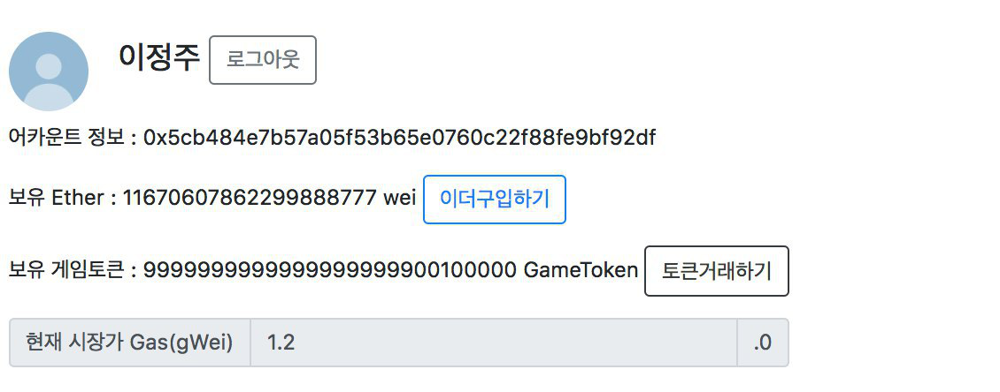 이정주 로그아웃
어카운트 정보 : 0x5cb484e7b57a05f53b65e0760c22f88fe9bf92df
보유 Ether : 11670607862299888777 wei 이더구입하기
보유 게임토큰 : 9999999999999999999900100000 GameToken 토큰거래하기
현재 시장가 Gas(gWei) 1.2 .0